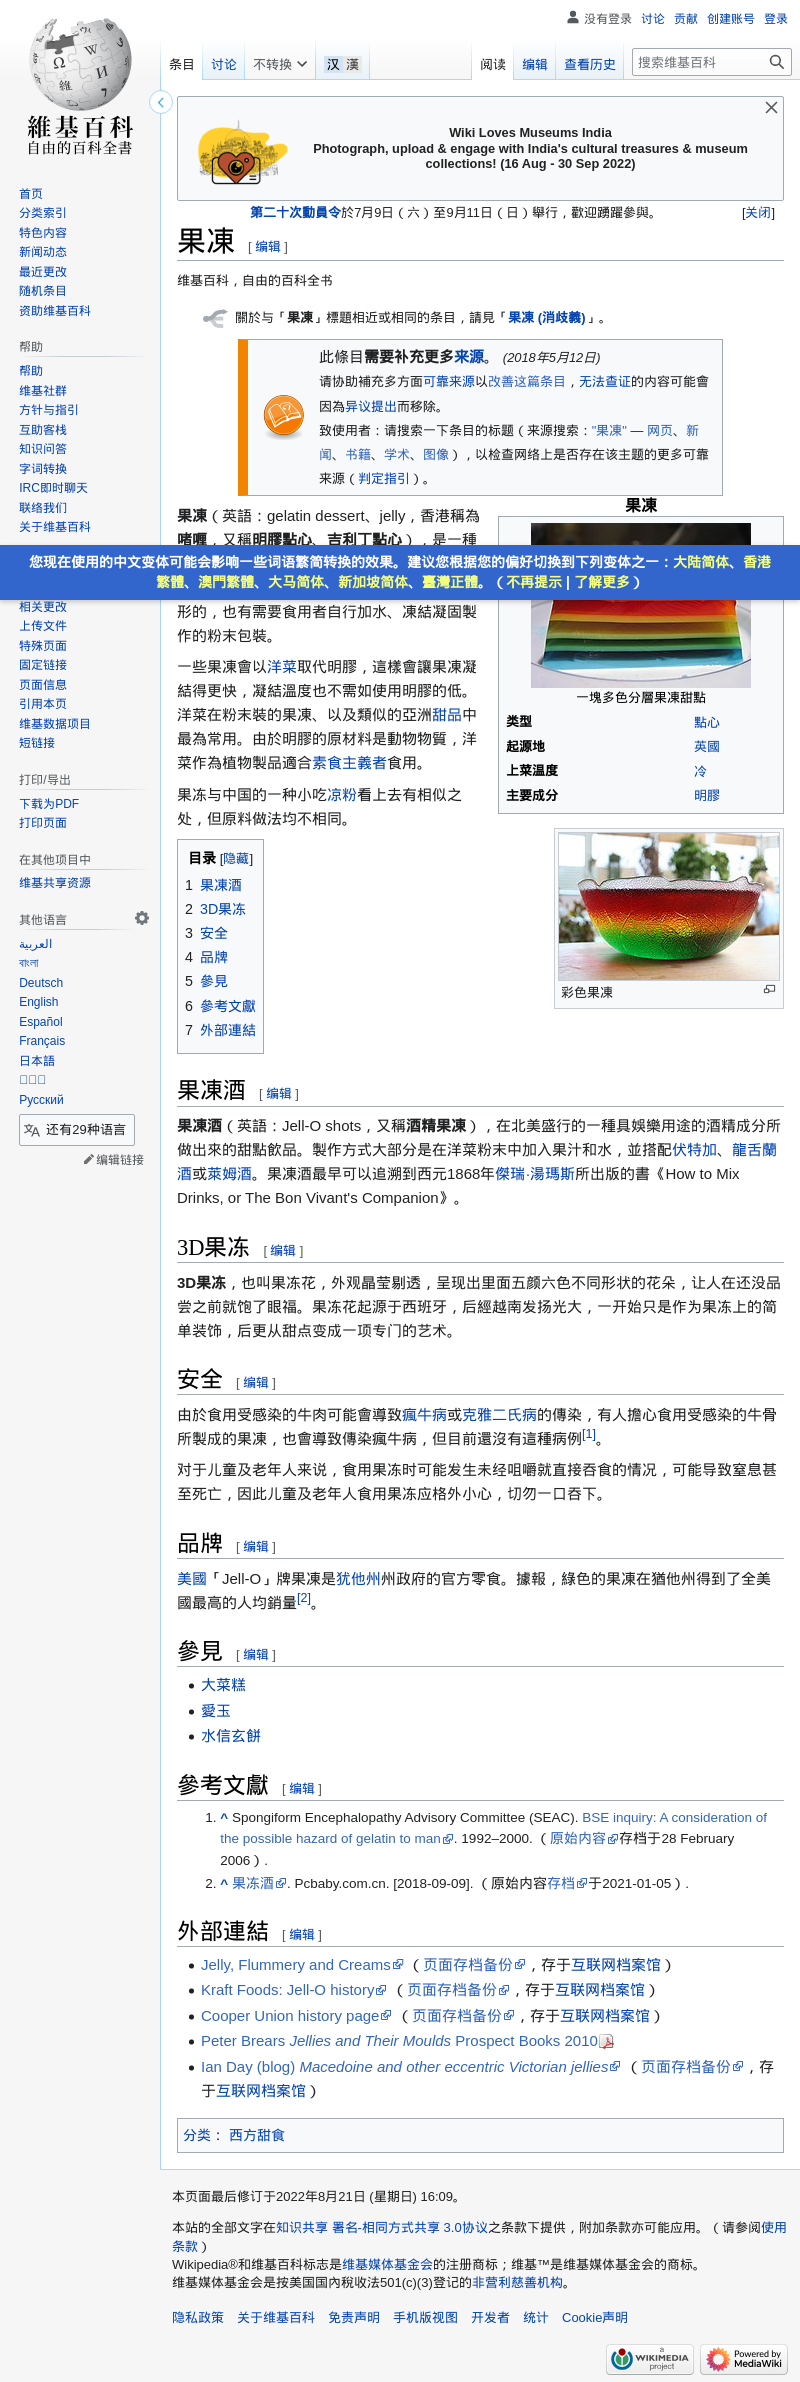 没有登录 讨论 贡献 创建账号 登录
条目 讨论 不转换 汉 漢 阅读 编辑 查看历史 搜索维基百科
維基百科
自由的百科全書
首页
分类索引
特色内容
新闻动态
最近更改
随机条目
资助维基百科
帮助
帮助
维基社群
方针与指引
互助客栈
知识问答
字词转换
IRC即时聊天
联络我们
关于维基百科
相关更改
上传文件
特殊页面
固定链接
页面信息
引用本页
维基数据项目
短链接
打印/导出
下载为PDF
打印页面
在其他项目中
维基共享资源
其他语言
العربية
বাংলা
Deutsch
English
Español
Français
日本語
Русский
还有29种语言
编辑链接
Wiki Loves Museums India
Photograph, upload & engage with India's cultural treasures & museum
collections! (16 Aug - 30 Sep 2022)
第二十次動員令於7月9日（六）至9月11日（日）舉行，歡迎踴躍參與。 [关闭]
果凍 [ 编辑 ]
维基百科，自由的百科全书
關於与「果凍」標題相近或相同的条目，請見「果凍 (消歧義)」。
此條目需要补充更多来源。 (2018年5月12日)
请协助補充多方面可靠来源以改善这篇条目，无法查证的内容可能會
因為异议提出而移除。
致使用者：请搜索一下条目的标题（来源搜索："果凍" — 网页、新
闻、书籍、学术、图像），以检查网络上是否存在该主题的更多可靠
来源（判定指引）。
果凍（英語：gelatin dessert、jelly，香港稱為
啫喱，又稱明膠點心、吉利丁點心），是一種
您现在使用的中文变体可能会影响一些词语繁简转换的效果。建议您根据您的偏好切换到下列变体之一：大陆简体、香港
繁體、澳門繁體、大马简体、新加坡简体、臺灣正體。（不再提示 | 了解更多）
形的，也有需要食用者自行加水、凍結凝固製
作的粉末包裝。
一些果凍會以洋菜取代明膠，這樣會讓果凍凝
結得更快，凝結溫度也不需如使用明膠的低。
洋菜在粉末裝的果凍、以及類似的亞洲甜品中
最為常用。由於明膠的原材料是動物物質，洋
菜作為植物製品適合素食主義者食用。
果冻与中国的一种小吃凉粉看上去有相似之
处，但原料做法均不相同。
果凍
一塊多色分層果凍甜點
类型 點心
起源地 英國
上菜溫度 冷
主要成分 明膠
彩色果凍
目录 [隐藏]
1 果凍酒
2 3D果冻
3 安全
4 品牌
5 參見
6 參考文獻
7 外部連結
果凍酒 [ 编辑 ]
果凍酒（英語：Jell-O shots，又稱酒精果凍），在北美盛行的一種具娛樂用途的酒精成分所
做出來的甜點飲品。製作方式大部分是在洋菜粉末中加入果汁和水，並搭配伏特加、龍舌蘭
酒或萊姆酒。果凍酒最早可以追溯到西元1868年傑瑞·湯瑪斯所出版的書《How to Mix
Drinks, or The Bon Vivant's Companion》。
3D果冻 [ 编辑 ]
3D果冻，也叫果冻花，外观晶莹剔透，呈现出里面五颜六色不同形状的花朵，让人在还没品
尝之前就饱了眼福。果冻花起源于西班牙，后經越南发扬光大，一开始只是作为果冻上的简
单装饰，后更从甜点变成一项专门的艺术。
安全 [ 编辑 ]
由於食用受感染的牛肉可能會導致瘋牛病或克雅二氏病的傳染，有人擔心食用受感染的牛骨
所製成的果凍，也會導致傳染瘋牛病，但目前還沒有這種病例[1]。
对于儿童及老年人来说，食用果冻时可能发生未经咀嚼就直接吞食的情况，可能导致窒息甚
至死亡，因此儿童及老年人食用果冻应格外小心，切勿一口吞下。
品牌 [ 编辑 ]
美國「Jell-O」牌果凍是犹他州州政府的官方零食。據報，綠色的果凍在猶他州得到了全美
國最高的人均銷量[2]。
參見 [ 编辑 ]
大菜糕
愛玉
水信玄餅
參考文獻 [ 编辑 ]
1. ^ Spongiform Encephalopathy Advisory Committee (SEAC). BSE inquiry: A consideration of
the possible hazard of gelatin to man. 1992–2000. （原始内容存档于28 February
2006）.
2. ^ 果冻酒. Pcbaby.com.cn. [2018-09-09]. （原始内容存档于2021-01-05）.
外部連結 [ 编辑 ]
Jelly, Flummery and Creams （页面存档备份，存于互联网档案馆）
Kraft Foods: Jell-O history （页面存档备份，存于互联网档案馆）
Cooper Union history page （页面存档备份，存于互联网档案馆）
Peter Brears Jellies and Their Moulds Prospect Books 2010
Ian Day (blog) Macedoine and other eccentric Victorian jellies （页面存档备份，存
于互联网档案馆）
分类： 西方甜食
本页面最后修订于2022年8月21日 (星期日) 16:09。
本站的全部文字在知识共享 署名-相同方式共享 3.0协议之条款下提供，附加条款亦可能应用。（请参阅使用
条款）
Wikipedia®和维基百科标志是维基媒体基金会的注册商标；维基™是维基媒体基金会的商标。
维基媒体基金会是按美国国內稅收法501(c)(3)登记的非营利慈善机构。
隐私政策 关于维基百科 免责声明 手机版视图 开发者 统计 Cookie声明
a WIKIMEDIA project Powered by MediaWiki